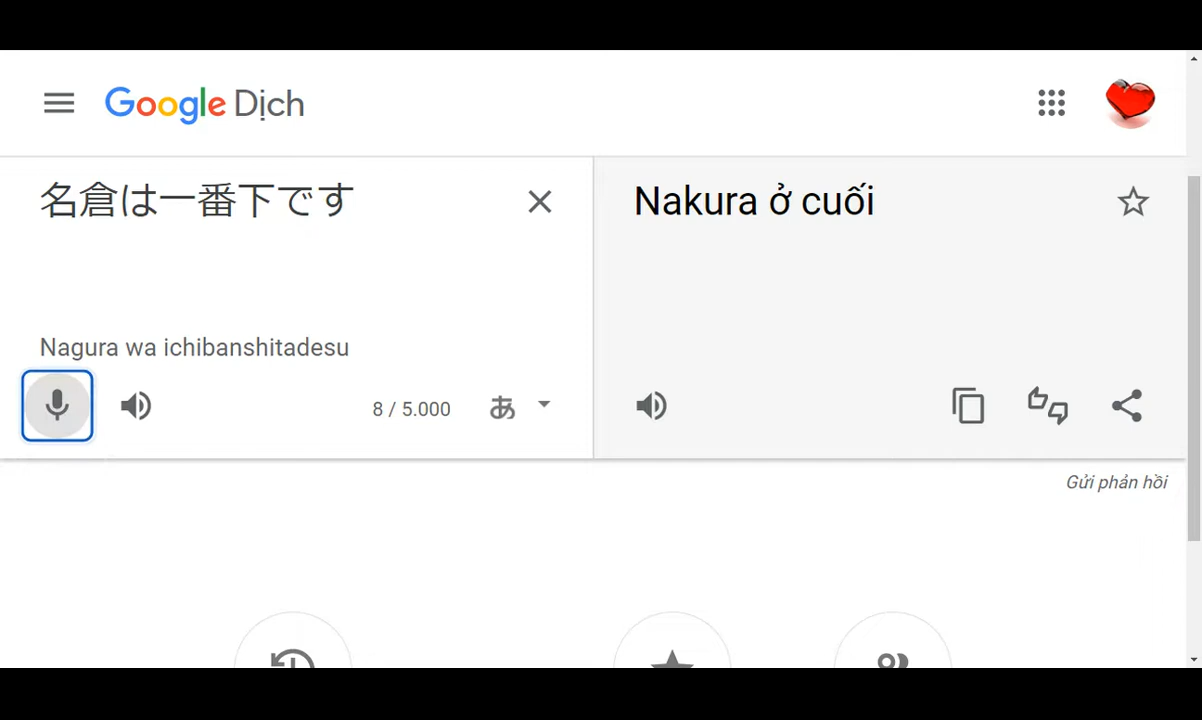 Google Dịch
名倉は一番下です
Nakura ở cuối
Nagura wa ichibanshitadesu
8 / 5.000
あ
Gửi phản hồi